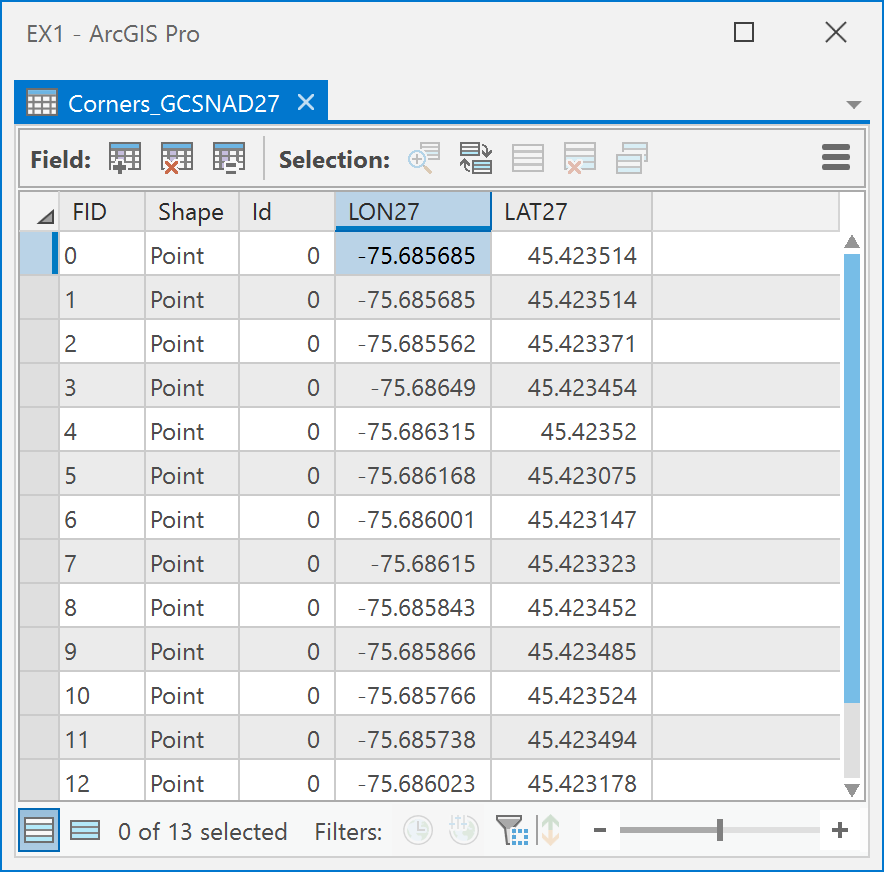 EX1 - ArcGIS Pro
Corners_GCSNAD27
Field: Selection:
FID Shape Id LON27 LAT27
0 Point 0 -75.685685 45.423514
1 Point 0 -75.685685 45.423514
2 Point 0 -75.685562 45.423371
3 Point 0 -75.68649 45.423454
4 Point 0 -75.686315 45.42352
5 Point 0 -75.686168 45.423075
6 Point 0 -75.686001 45.423147
7 Point 0 -75.68615 45.423323
8 Point 0 -75.685843 45.423452
9 Point 0 -75.685866 45.423485
10 Point 0 -75.685766 45.423524
11 Point 0 -75.685738 45.423494
12 Point 0 -75.686023 45.423178
0 of 13 selected Filters: